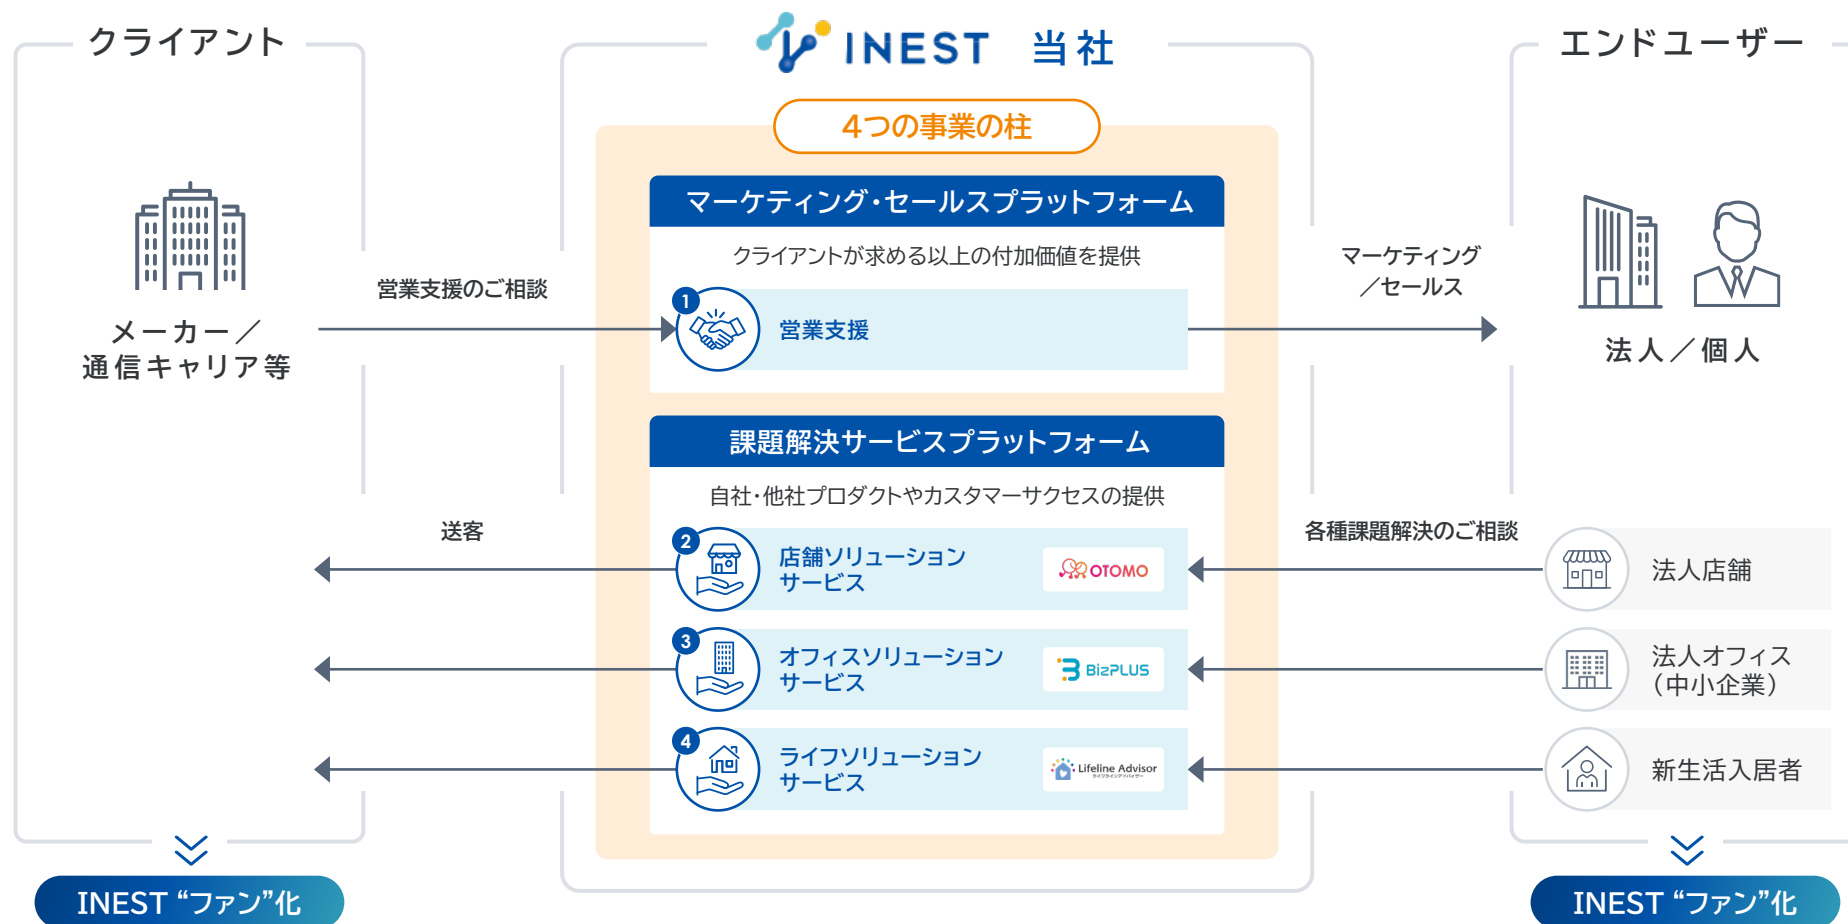 クライアント
INEST 当社
エンドユーザー
4つの事業の柱
マーケティング・セールスプラットフォーム
クライアントが求める以上の付加価値を提供
営業支援のご相談
1
営業支援
マーケティング
／セールス
メーカー／
通信キャリア等
法人／個人
課題解決サービスプラットフォーム
自社・他社プロダクトやカスタマーサクセスの提供
送客
各種課題解決のご相談
2
店舗ソリューション
サービス
OTOMO
法人店舗
3
オフィスソリューション
サービス
BizPLUS
法人オフィス
（中小企業）
4
ライフソリューション
サービス
Lifeline Advisor
ライフラインアドバイザー
新生活入居者
INEST “ファン”化
INEST “ファン”化